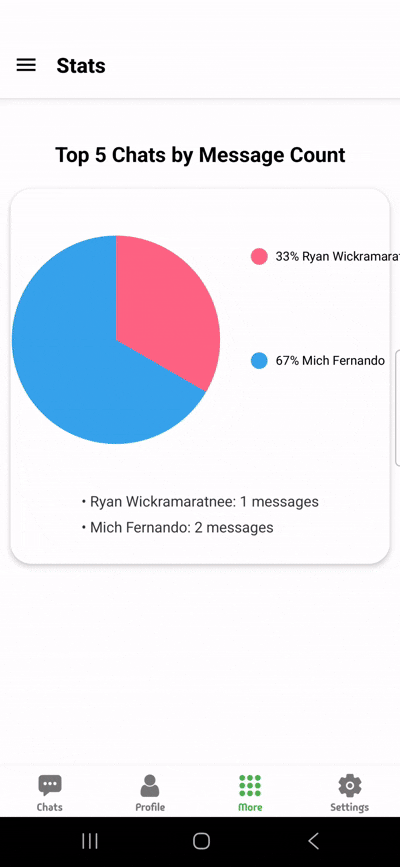 Stats
Top 5 Chats by Message Count
33% Ryan Wickramarat
67% Mich Fernando
• Ryan Wickramaratnee: 1 messages
• Mich Fernando: 2 messages
Chats
Profile
More
Settings